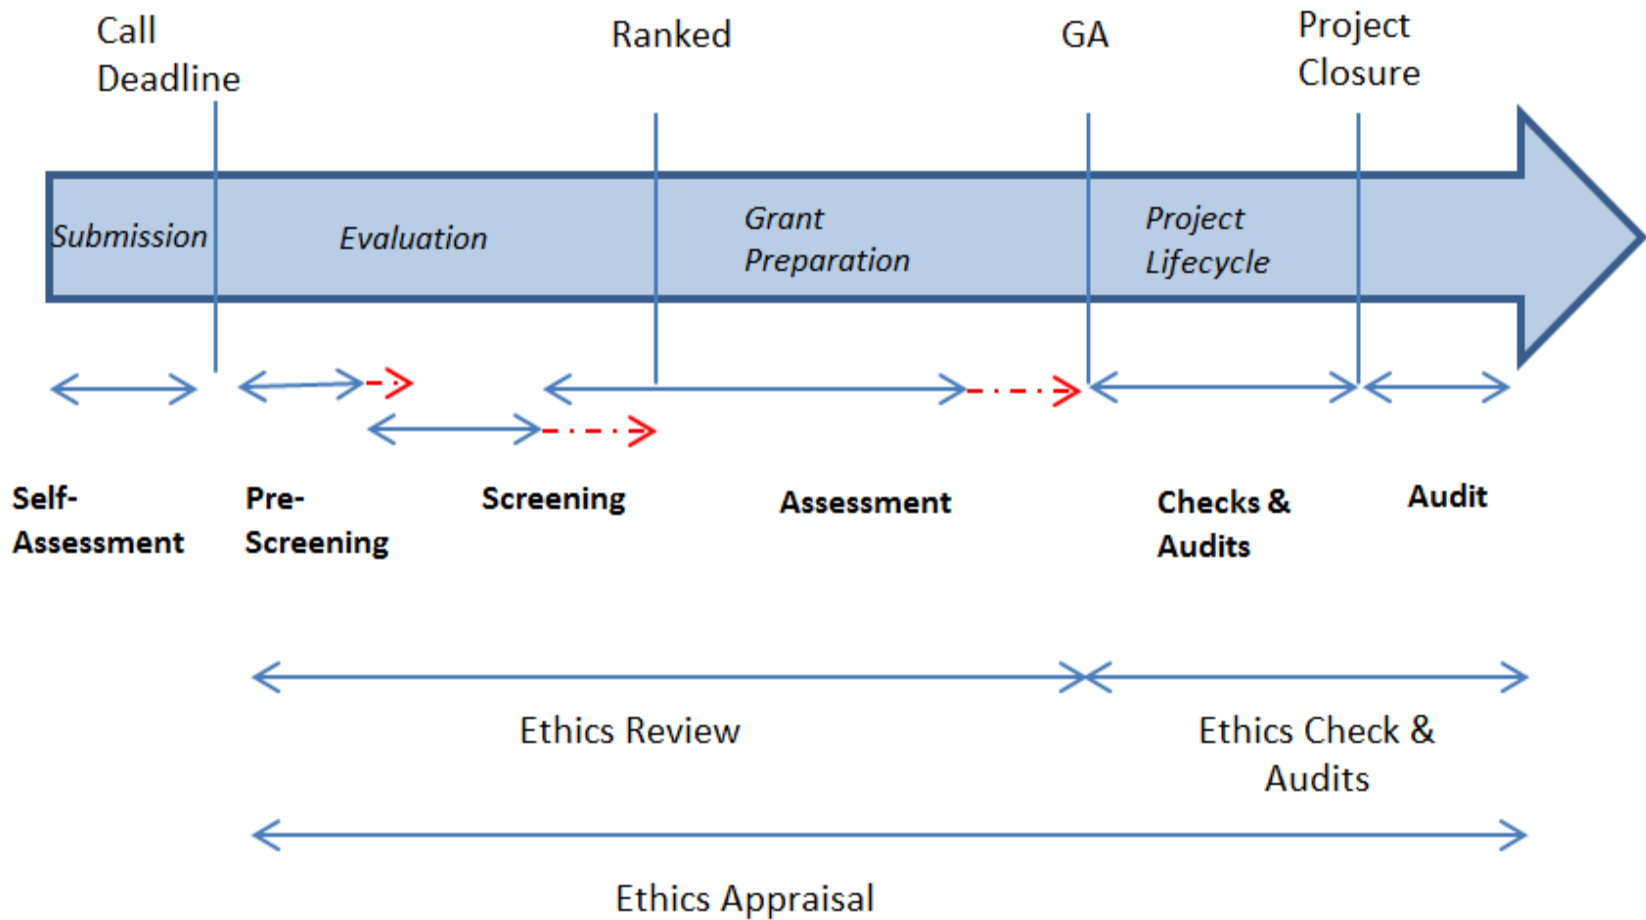 Call
Deadline
Ranked
GA
Project
Closure
Submission
Evaluation
Grant
Preparation
Project
Lifecycle
Self-
Assessment
Pre-
Screening
Screening
Assessment
Checks &
Audits
Audit
Ethics Review
Ethics Check &
Audits
Ethics Appraisal